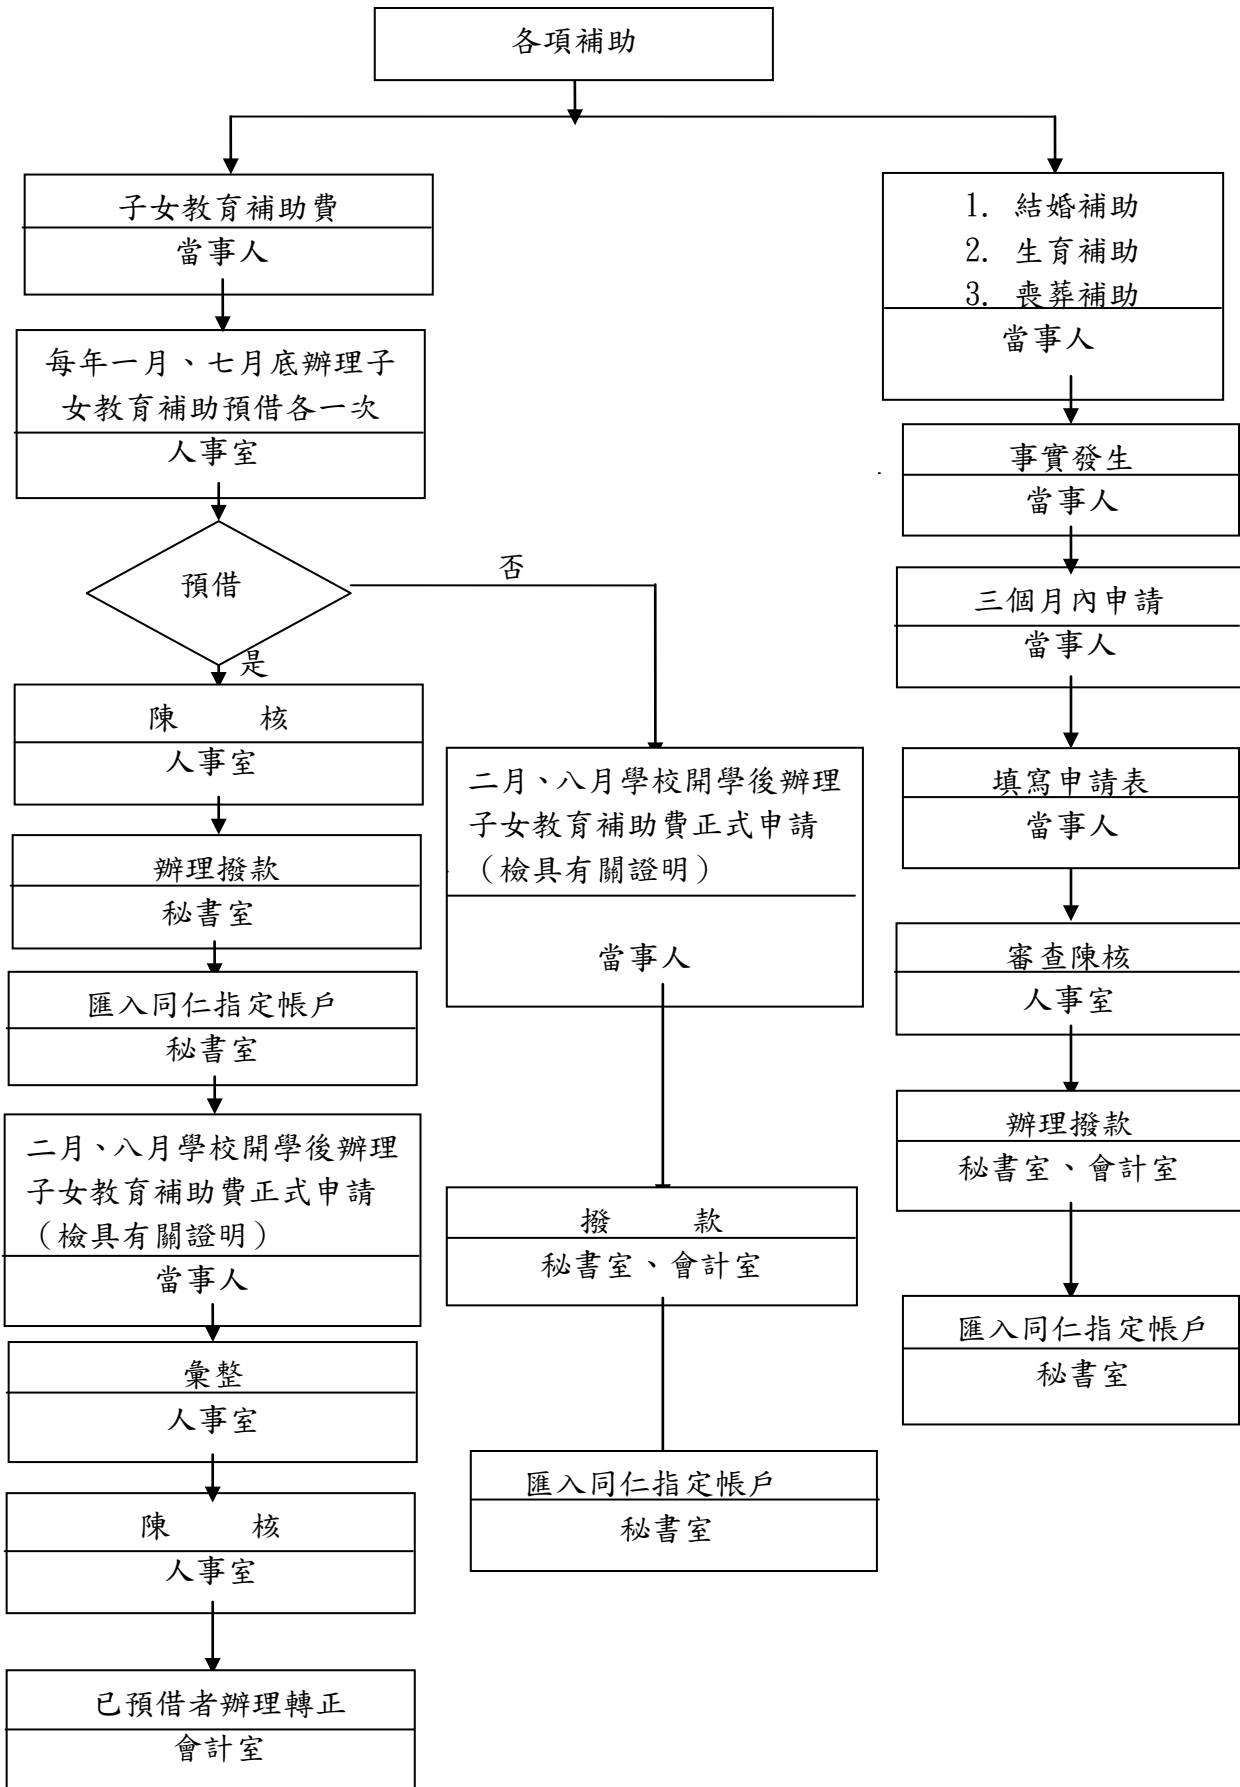 各項補助
子女教育補助費
當事人
每年一月、七月底辦理子
女教育補助預借各一次
人事室
預借
否
是
陳 核
人事室
辦理撥款
秘書室
匯入同仁指定帳戶
秘書室
二月、八月學校開學後辦理
子女教育補助費正式申請
（檢具有關證明）
當事人
彙整
人事室
陳 核
人事室
已預借者辦理轉正
會計室
二月、八月學校開學後辦理
子女教育補助費正式申請
（檢具有關證明）
當事人
撥 款
秘書室、會計室
匯入同仁指定帳戶
秘書室
1. 結婚補助
2. 生育補助
3. 喪葬補助
當事人
事實發生
當事人
三個月內申請
當事人
填寫申請表
當事人
審查陳核
人事室
辦理撥款
秘書室、會計室
匯入同仁指定帳戶
秘書室